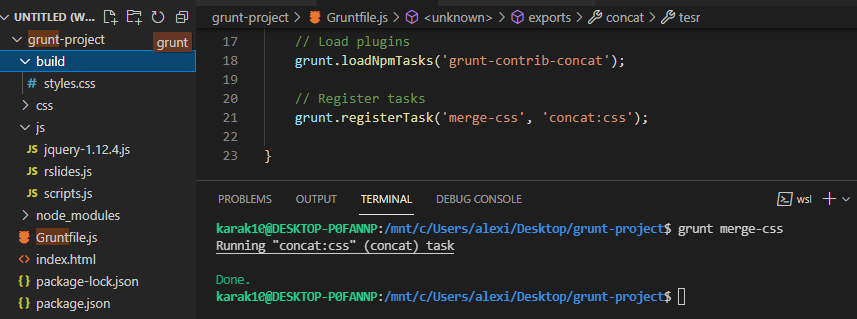 UNTITLED (W...
grunt-project
grunt
build
# styles.css
css
js
JS jquery-1.12.4.js
JS rslides.js
JS scripts.js
node_modules
Gruntfile.js
index.html
{} package-lock.json
{} package.json
grunt-project > Gruntfile.js > <unknown> > exports > concat > tesr
17 // Load plugins
18 grunt.loadNpmTasks('grunt-contrib-concat');
19
20 // Register tasks
21 grunt.registerTask('merge-css', 'concat:css');
22
23 }
PROBLEMS OUTPUT TERMINAL DEBUG CONSOLE wsl
karak10@DESKTOP-P0FANNP:/mnt/c/Users/alexi/Desktop/grunt-project$ grunt merge-css
Running "concat:css" (concat) task
Done.
karak10@DESKTOP-P0FANNP:/mnt/c/Users/alexi/Desktop/grunt-project$